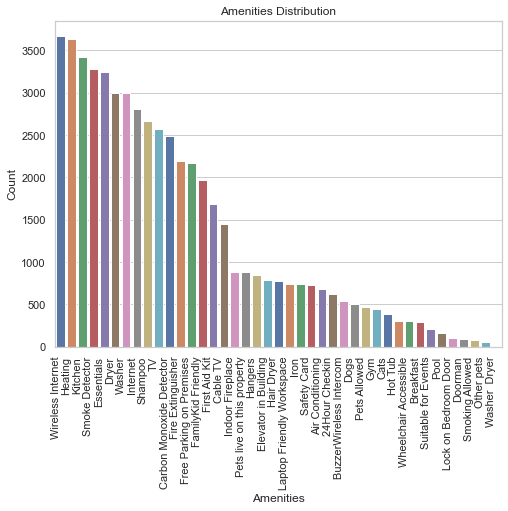 Amenities Distribution
3500
3000
2500
2000
1500
1000
500
0
Count
Wireless Internet
Heating
Kitchen
Smoke Detector
Essentials
Dryer
Washer
Internet
Shampoo
TV
Carbon Monoxide Detector
Fire Extinguisher
Free Parking on Premises
FamilyKid Friendly
First Aid Kit
Cable TV
Indoor Fireplace
Pets live on this property
Hangers
Elevator in Building
Hair Dryer
Laptop Friendly Workspace
Iron
Safety Card
Air Conditioning
24Hour Checkin
BuzzerWireless Intercom
Dogs
Pets Allowed
Gym
Cats
Hot Tub
Wheelchair Accessible
Breakfast
Suitable for Events
Pool
Lock on Bedroom Door
Doorman
Smoking Allowed
Other pets
Washer  Dryer
Amenities